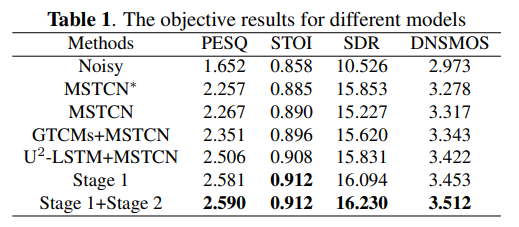 Table 1. The objective results for different models
Methods PESQ STOI SDR DNSMOS
Noisy 1.652 0.858 10.526 2.973
MSTCN* 2.257 0.885 15.853 3.278
MSTCN 2.267 0.890 15.227 3.317
GTCMs+MSTCN 2.351 0.896 15.620 3.343
U²-LSTM+MSTCN 2.506 0.908 15.831 3.422
Stage 1 2.581 0.912 16.094 3.453
Stage 1+Stage 2 2.590 0.912 16.230 3.512